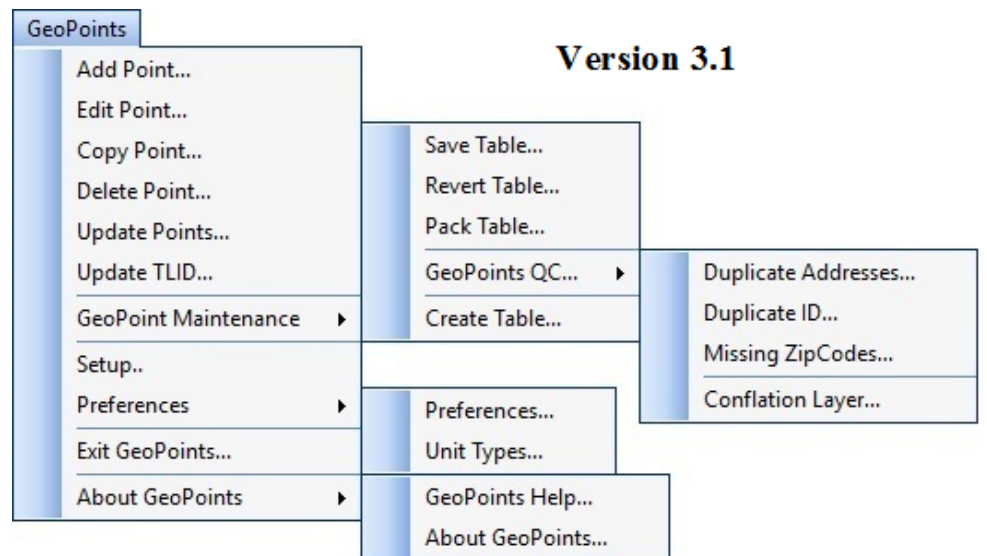 GeoPoints
Version 3.1
Add Point...
Edit Point...
Copy Point...
Delete Point...
Update Points...
Update TLID...
GeoPoint Maintenance
Setup..
Preferences
Exit GeoPoints...
About GeoPoints
Save Table...
Revert Table...
Pack Table...
GeoPoints QC...
Create Table...
Duplicate Addresses...
Duplicate ID...
Missing ZipCodes...
Conflation Layer...
Preferences...
Unit Types...
GeoPoints Help...
About GeoPoints...